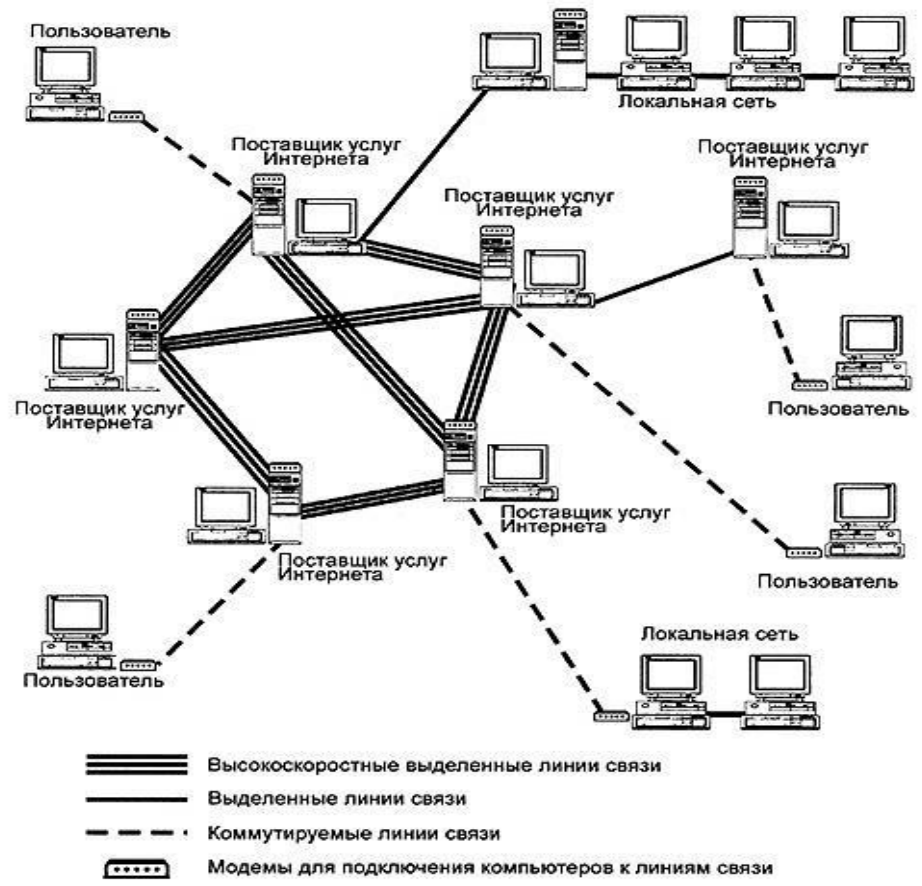 Пользователь
Локальная сеть
Поставщик услуг
Интернета
Поставщик услуг
Интернета
Поставщик услуг
Интернета
Поставщик услуг
Интернета
Пользователь
Поставщик услуг
Интернета
Поставщик услуг
Интернета
Пользователь
Локальная сеть
Пользователь
Высокоскоростные выделенные линии связи
Выделенные линии связи
Коммутируемые линии связи
Модемы для подключения компьютеров к линиям связи